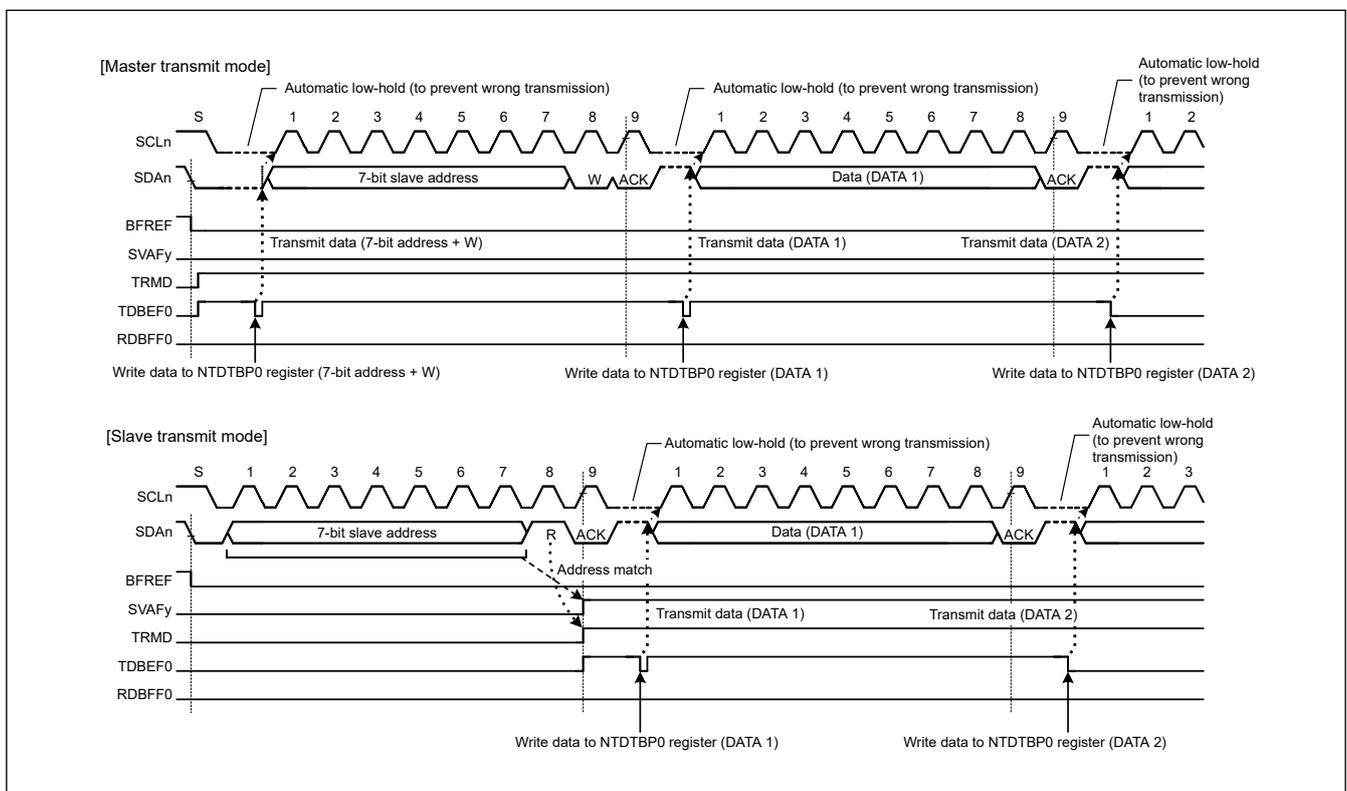 [Master transmit mode]
Automatic low-hold (to prevent wrong transmission)
Automatic low-hold (to prevent wrong transmission)
Automatic low-hold
(to prevent wrong
transmission)
S 1 2 3 4 5 6 7 8 9 1 2 3 4 5 6 7 8 9 1 2
SCLn
SDAn 7-bit slave address W ACK Data (DATA 1) ACK
BFREF
Transmit data (7-bit address + W) Transmit data (DATA 1) Transmit data (DATA 2)
SVAFy
TRMD
TDBEF0
RDBFF0
Write data to NTDTBP0 register (7-bit address + W) Write data to NTDTBP0 register (DATA 1) Write data to NTDTBP0 register (DATA 2)
[Slave transmit mode]
Automatic low-hold (to prevent wrong transmission)
Automatic low-hold
(to prevent wrong
transmission)
S 1 2 3 4 5 6 7 8 9 1 2 3 4 5 6 7 8 9 1 2 3
SCLn
SDAn 7-bit slave address R ACK Data (DATA 1) ACK
Address match
BFREF
SVAFy
Transmit data (DATA 1) Transmit data (DATA 2)
TRMD
TDBEF0
RDBFF0
Write data to NTDTBP0 register (DATA 1) Write data to NTDTBP0 register (DATA 2)